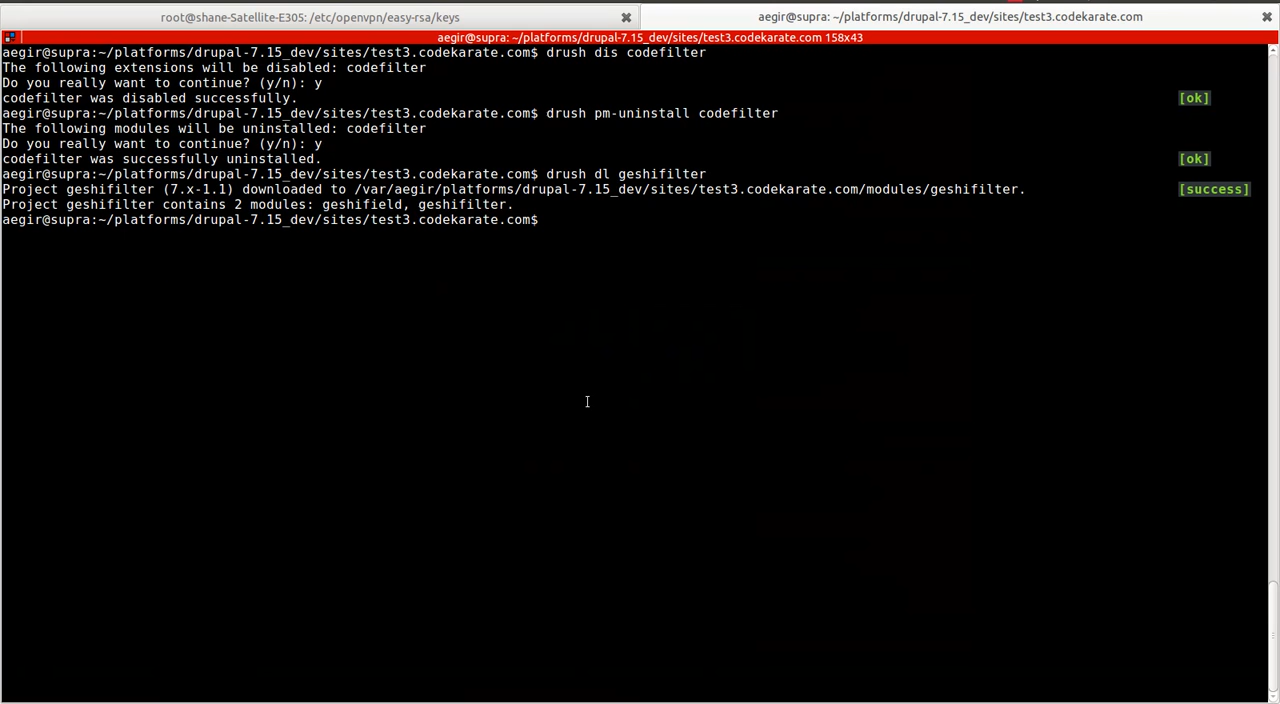 root@shane-Satellite-E305: /etc/openvpn/easy-rsa/keys
aegir@supra: ~/platforms/drupal-7.15_dev/sites/test3.codekarate.com
aegir@supra: ~/platforms/drupal-7.15_dev/sites/test3.codekarate.com 158x43
aegir@supra:~/platforms/drupal-7.15_dev/sites/test3.codekarate.com$ drush dis codefilter
The following extensions will be disabled: codefilter
Do you really want to continue? (y/n): y
codefilter was disabled successfully. [ok]
aegir@supra:~/platforms/drupal-7.15_dev/sites/test3.codekarate.com$ drush pm-uninstall codefilter
The following modules will be uninstalled: codefilter
Do you really want to continue? (y/n): y
codefilter was successfully uninstalled. [ok]
aegir@supra:~/platforms/drupal-7.15_dev/sites/test3.codekarate.com$ drush dl geshifilter
Project geshifilter (7.x-1.1) downloaded to /var/aegir/platforms/drupal-7.15_dev/sites/test3.codekarate.com/modules/geshifilter. [success]
Project geshifilter contains 2 modules: geshifield, geshifilter.
aegir@supra:~/platforms/drupal-7.15_dev/sites/test3.codekarate.com$